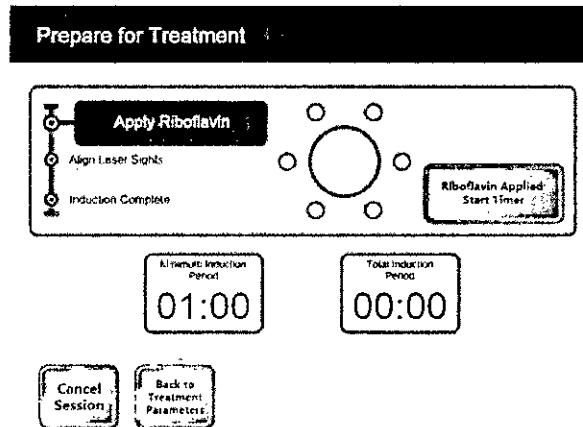 Prepare for Treatment
Apply Riboflavin
Align Laser Sights
Induction Complete
Riboflavin Applied:
Start Timer
Minimum Induction
Period
01:00
Total Induction
Period
00:00
Cancel
Session
Back to
Treatment
Parameters